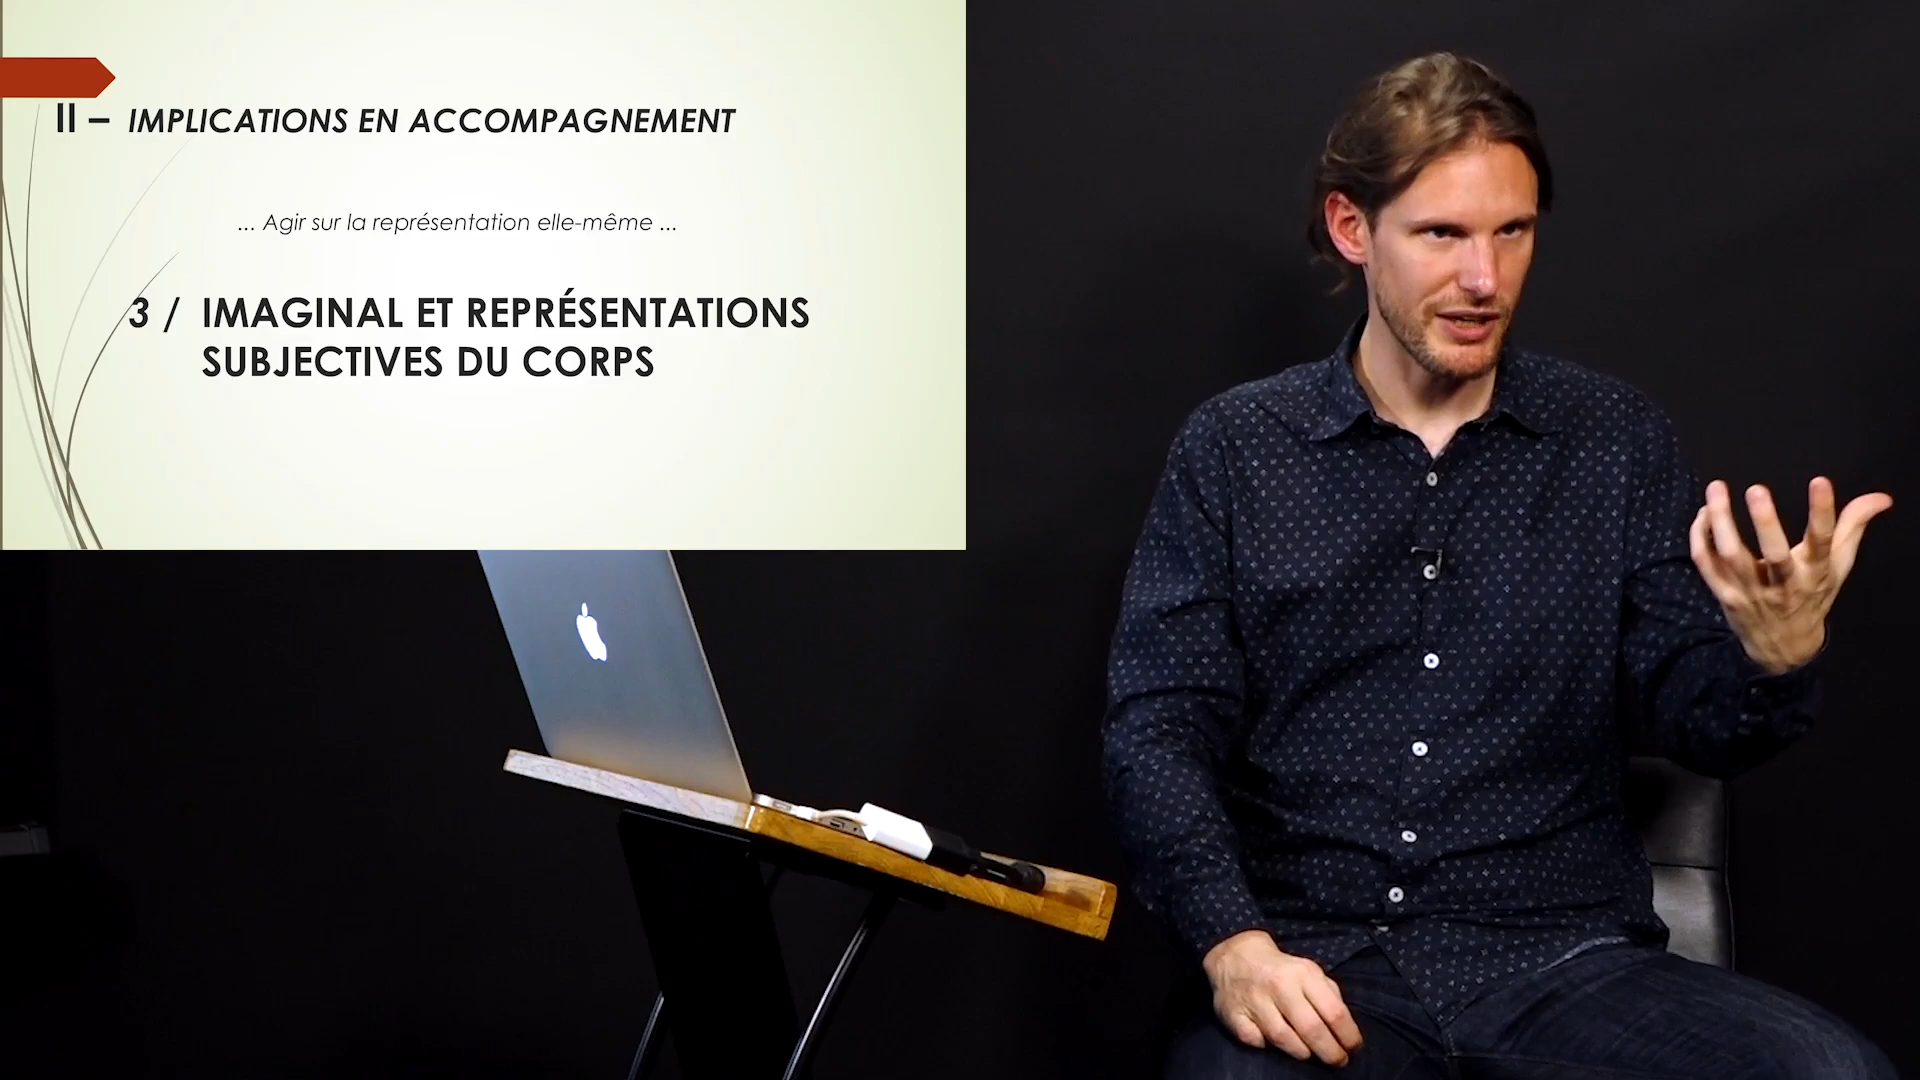 II – IMPLICATIONS EN ACCOMPAGNEMENT
... Agir sur la représentation elle-même ...
3 / IMAGINAL ET REPRÉSENTATIONS
SUBJECTIVES DU CORPS